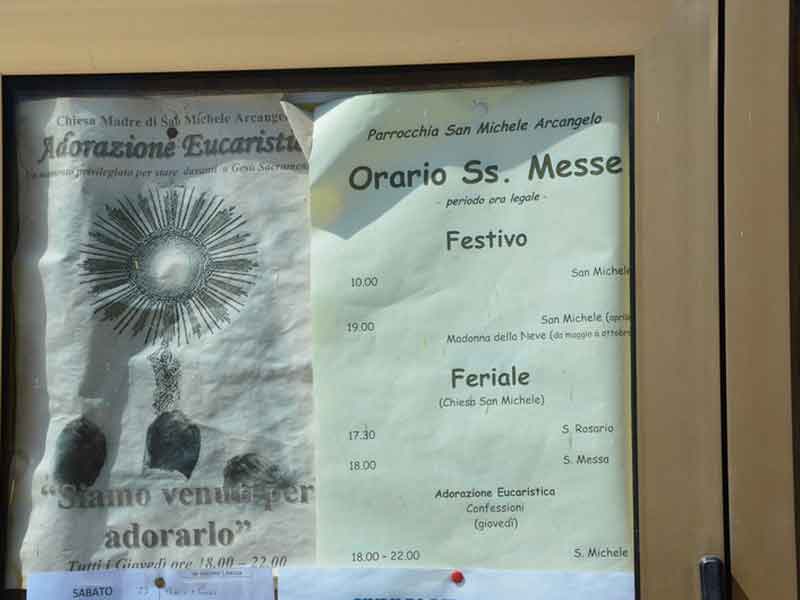 Chiesa Madre di San Michele Arcangelo
Adorazione Eucaristica
Un momento privilegiato per stare davanti a Gesù Sacramen
“Siamo venuti per
adorarlo”
Tutti i Giovedì ore 18.00 – 22.00
SABATO
Parrocchia San Michele Arcangelo
Orario Ss. Messe
- periodo ora legale -
Festivo
10.00 San Michele
19.00 San Michele (aprile
Madonna della Neve (da maggio a ottobre
Feriale
(Chiesa San Michele)
17.30 S. Rosario
18.00 S. Messa
Adorazione Eucaristica
Confessioni
(giovedì)
18.00 - 22.00 S. Michele